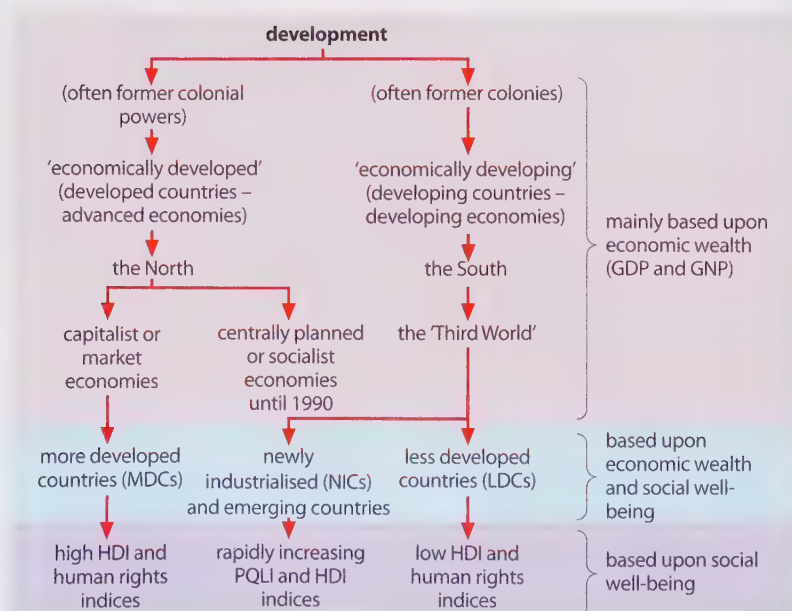 development
(often former colonial
powers)
(often former colonies)
'economically developed'
(developed countries –
advanced economies)
'economically developing'
(developing countries –
developing economies)
mainly based upon
economic wealth
(GDP and GNP)
the North
the South
capitalist or
market
economies
centrally planned
or socialist
economies
until 1990
the 'Third World'
more developed
countries (MDCs)
newly
industrialised (NICs)
and emerging countries
less developed
countries (LDCs)
based upon
economic wealth
and social well-
being
high HDI and
human rights
indices
rapidly increasing
PQLI and HDI
indices
low HDI and
human rights
indices
based upon social
well-being